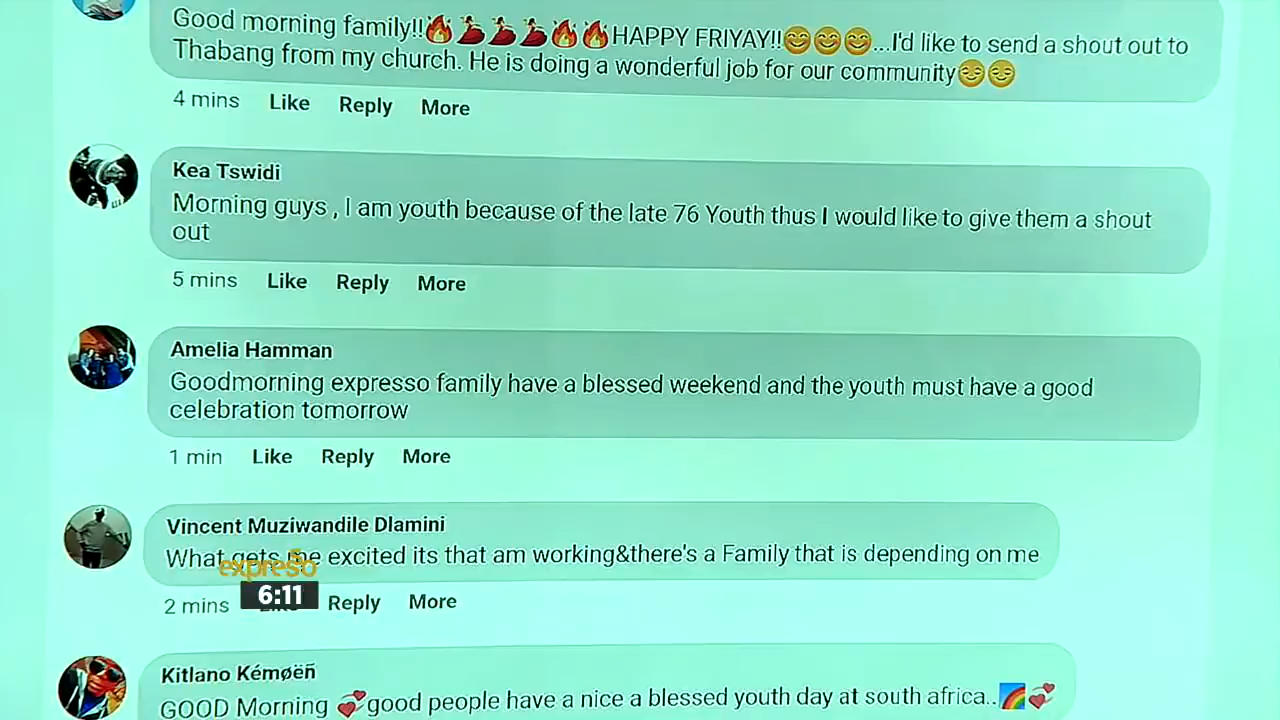 Good morning family!!🔥💃💃💃🔥🔥HAPPY FRIYAY!!😊😊😊...I'd like to send a shout out to
Thabang from my church. He is doing a wonderful job for our community😊😊
4 mins Like Reply More
Kea Tswidi
Morning guys , I am youth because of the late 76 Youth thus I would like to give them a shout
out
5 mins Like Reply More
Amelia Hamman
Goodmorning expresso family have a blessed weekend and the youth must have a good
celebration tomorrow
1 min Like Reply More
Vincent Muziwandile Dlamini
What gets me excited its that am working&there's a Family that is depending on me
expresso
2 mins Like Reply More
6:11
Kitlano Kémøëñ
GOOD Morning 💞good people have a nice a blessed youth day at south africa..🌈💞